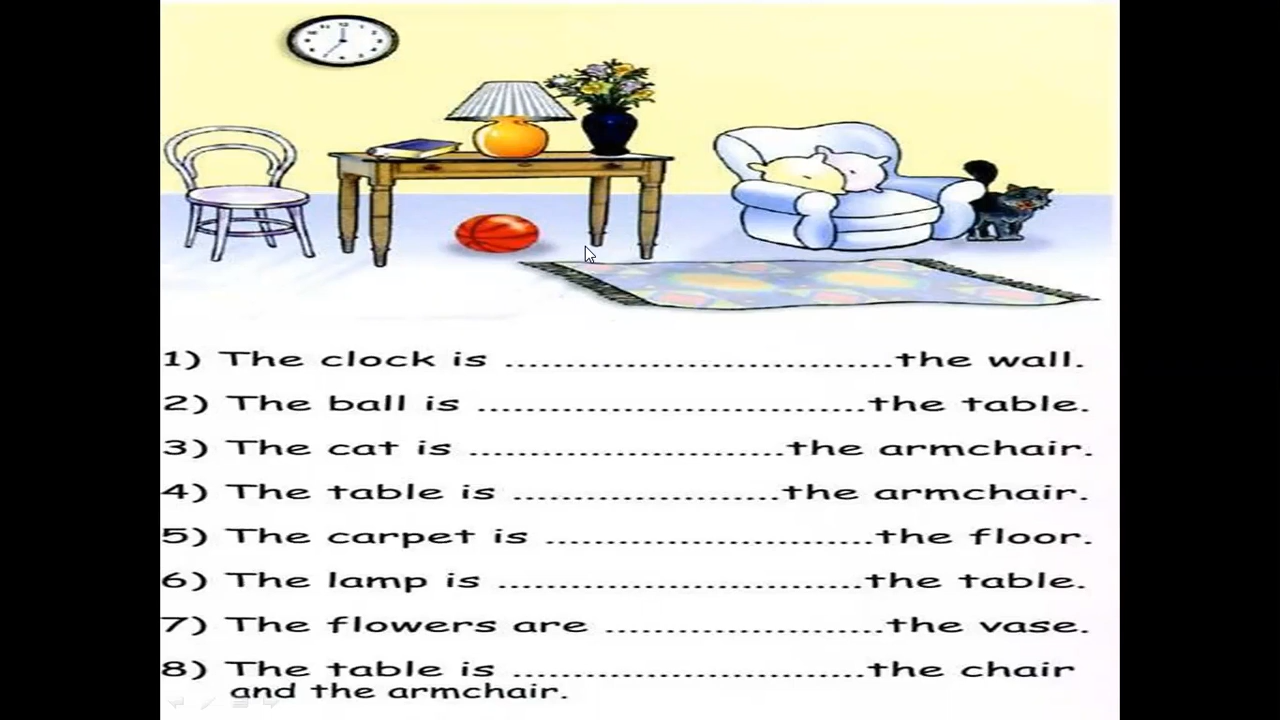 1) The clock is ....................................the wall.
2) The ball is ....................................the table.
3) The cat is .............................the armchair.
4) The table is .........................the armchair.
5) The carpet is ..............................the floor.
6) The lamp is ..................................the table.
7) The flowers are ..........................the vase.
8) The table is .................................the chair
and the armchair.